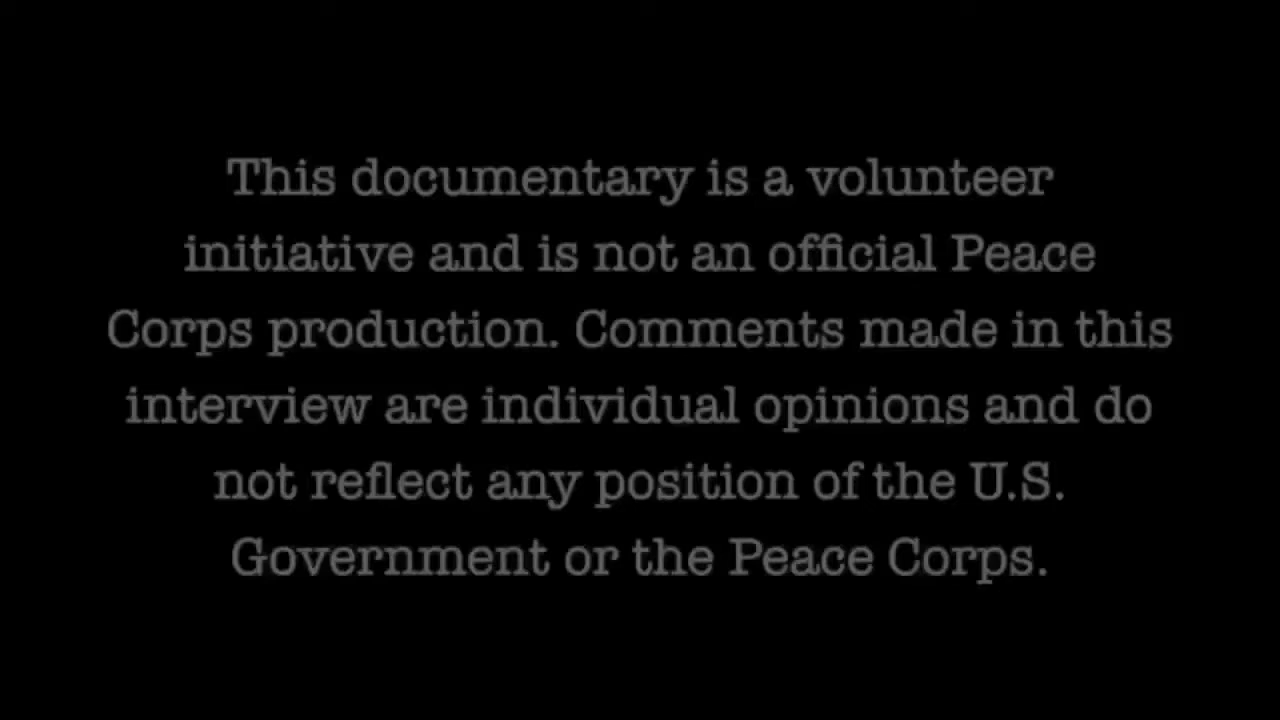 This documentary is a volunteer
initiative and is not an official Peace
Corps production. Comments made in this
interview are individual opinions and do
not reflect any position of the U.S.
Government or the Peace Corps.